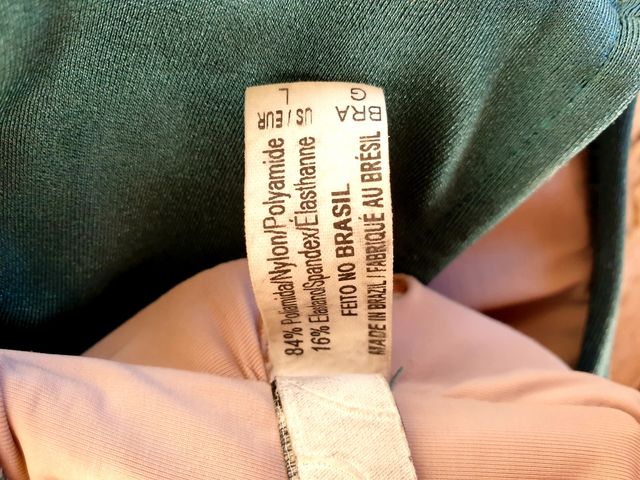 BRA US / EUR
G L
84% Poliamida/Nylon/Polyamide
16% Elastano/Spandex/Élasthanne
FEITO NO BRASIL
MADE IN BRAZIL / FABRIQUÉ AU BRÉSIL